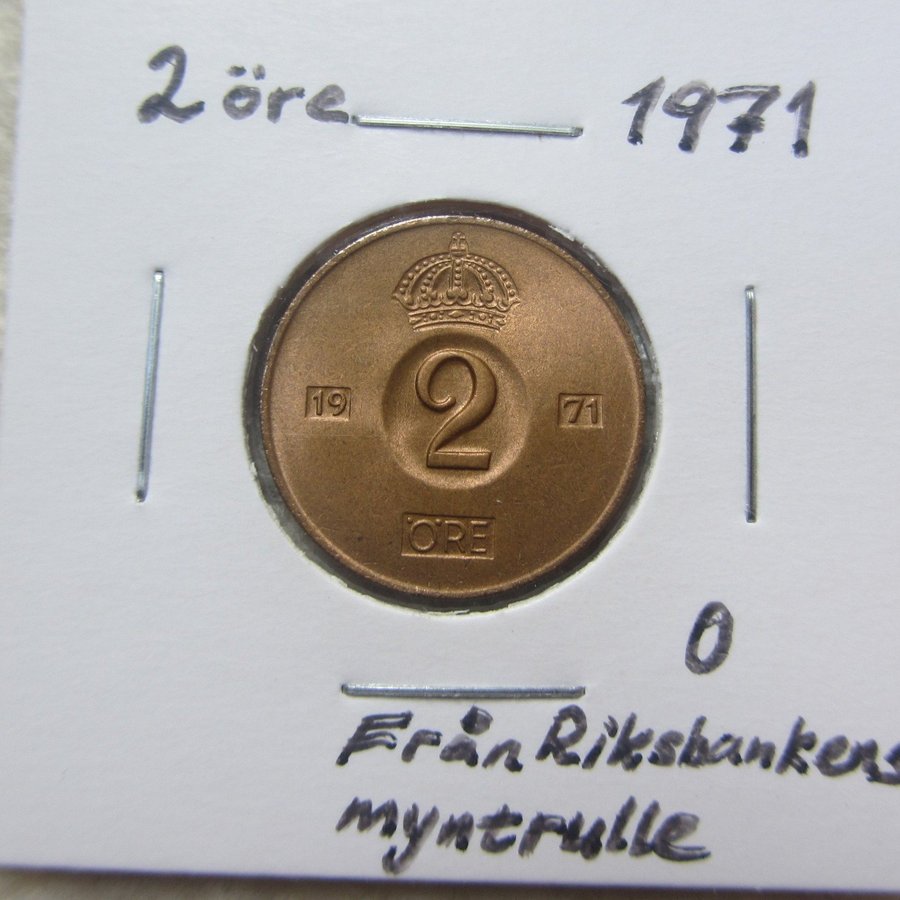 2 öre 1971
19 2 71
ÖRE
0
Från Riksbankens
myntrulle